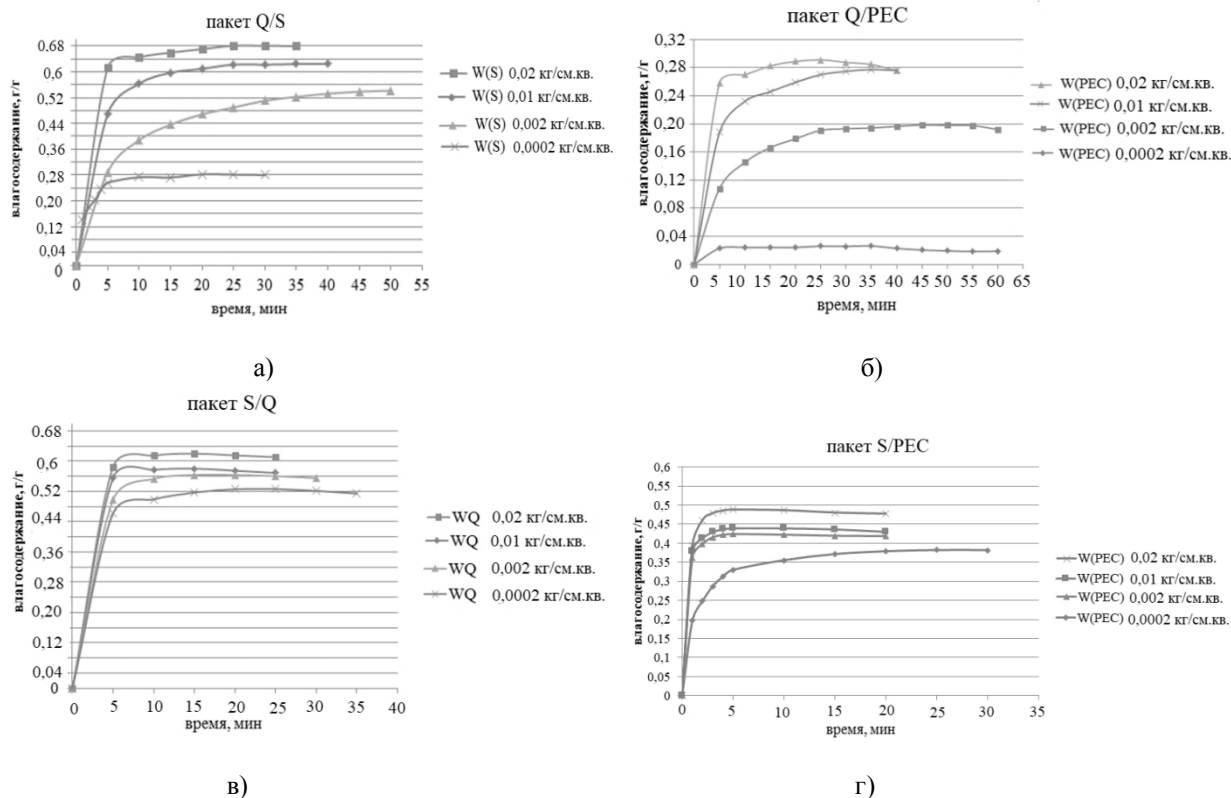 пакет Q/S
влагосодержание, г/г
0,68
0,6
0,52
0,44
0,36
0,28
0,20
0,12
0,04
0
0 5 10 15 20 25 30 35 40 45 50 55
время, мин
W(S) 0,02 кг/см.кв.
W(S) 0,01 кг/см.кв.
W(S) 0,002 кг/см.кв.
W(S) 0,0002 кг/см.кв.
а)
пакет Q/PEC
влагосодержание, г/г
0,32
0,28
0,24
0,20
0,16
0,12
0,08
0,04
0
0 5 10 15 20 25 30 35 40 45 50 55 60 65
время, мин
W(PEC) 0,02 кг/см.кв.
W(PEC) 0,01 кг/см.кв.
W(PEC) 0,002 кг/см.кв.
W(PEC) 0,0002 кг/см.кв.
б)
пакет S/Q
влагосодержание, г/г
0,68
0,6
0,52
0,44
0,36
0,28
0,20
0,12
0,04
0
0 5 10 15 20 25 30 35 40
время, мин
WQ 0,02 кг/см.кв.
WQ 0,01 кг/см.кв.
WQ 0,002 кг/см.кв.
WQ 0,0002 кг/см.кв.
в)
пакет S/PEC
влагосодержание, г/г
0,6
0,5
0,5
0,45
0,4
0,35
0,3
0,25
0,2
0,15
0,1
0,05
0
0 5 10 15 20 25 30 35
время, мин
W(PEC) 0,02 кг/см.кв.
W(PEC) 0,01 кг/см.кв.
W(PEC) 0,002 кг/см.кв.
W(PEC) 0,0002 кг/см.кв.
г)